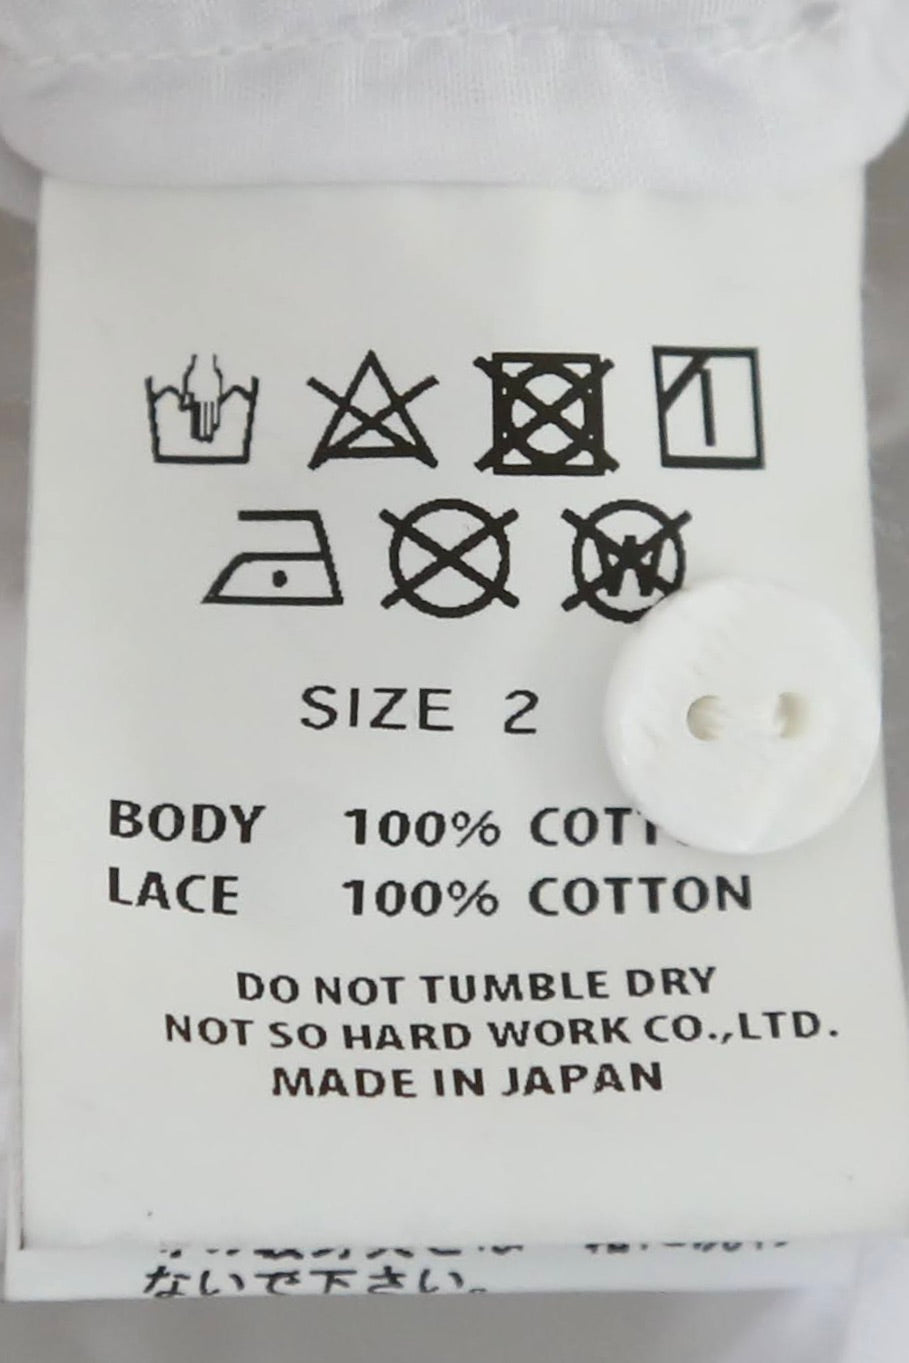 SIZE 2
BODY 100%
LACE 100% COTTON
DO NOT TUMBLE DRY
NOT SO HARD WORK CO.,LTD.
MADE IN JAPAN
ないで下さい。